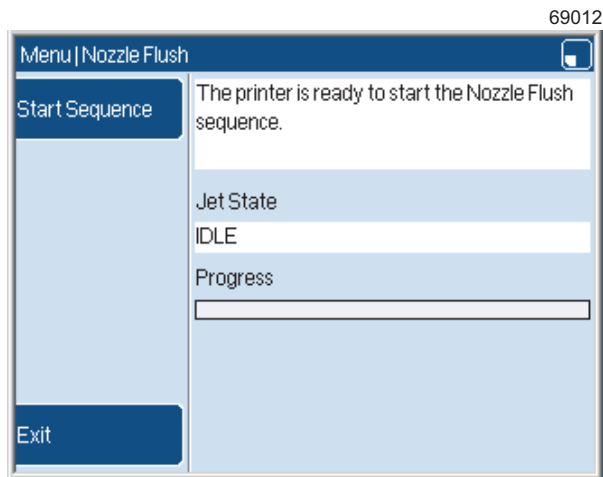 69012
Menu | Nozzle Flush
Start Sequence
The printer is ready to start the Nozzle Flush
sequence.
Jet State
IDLE
Progress
Exit